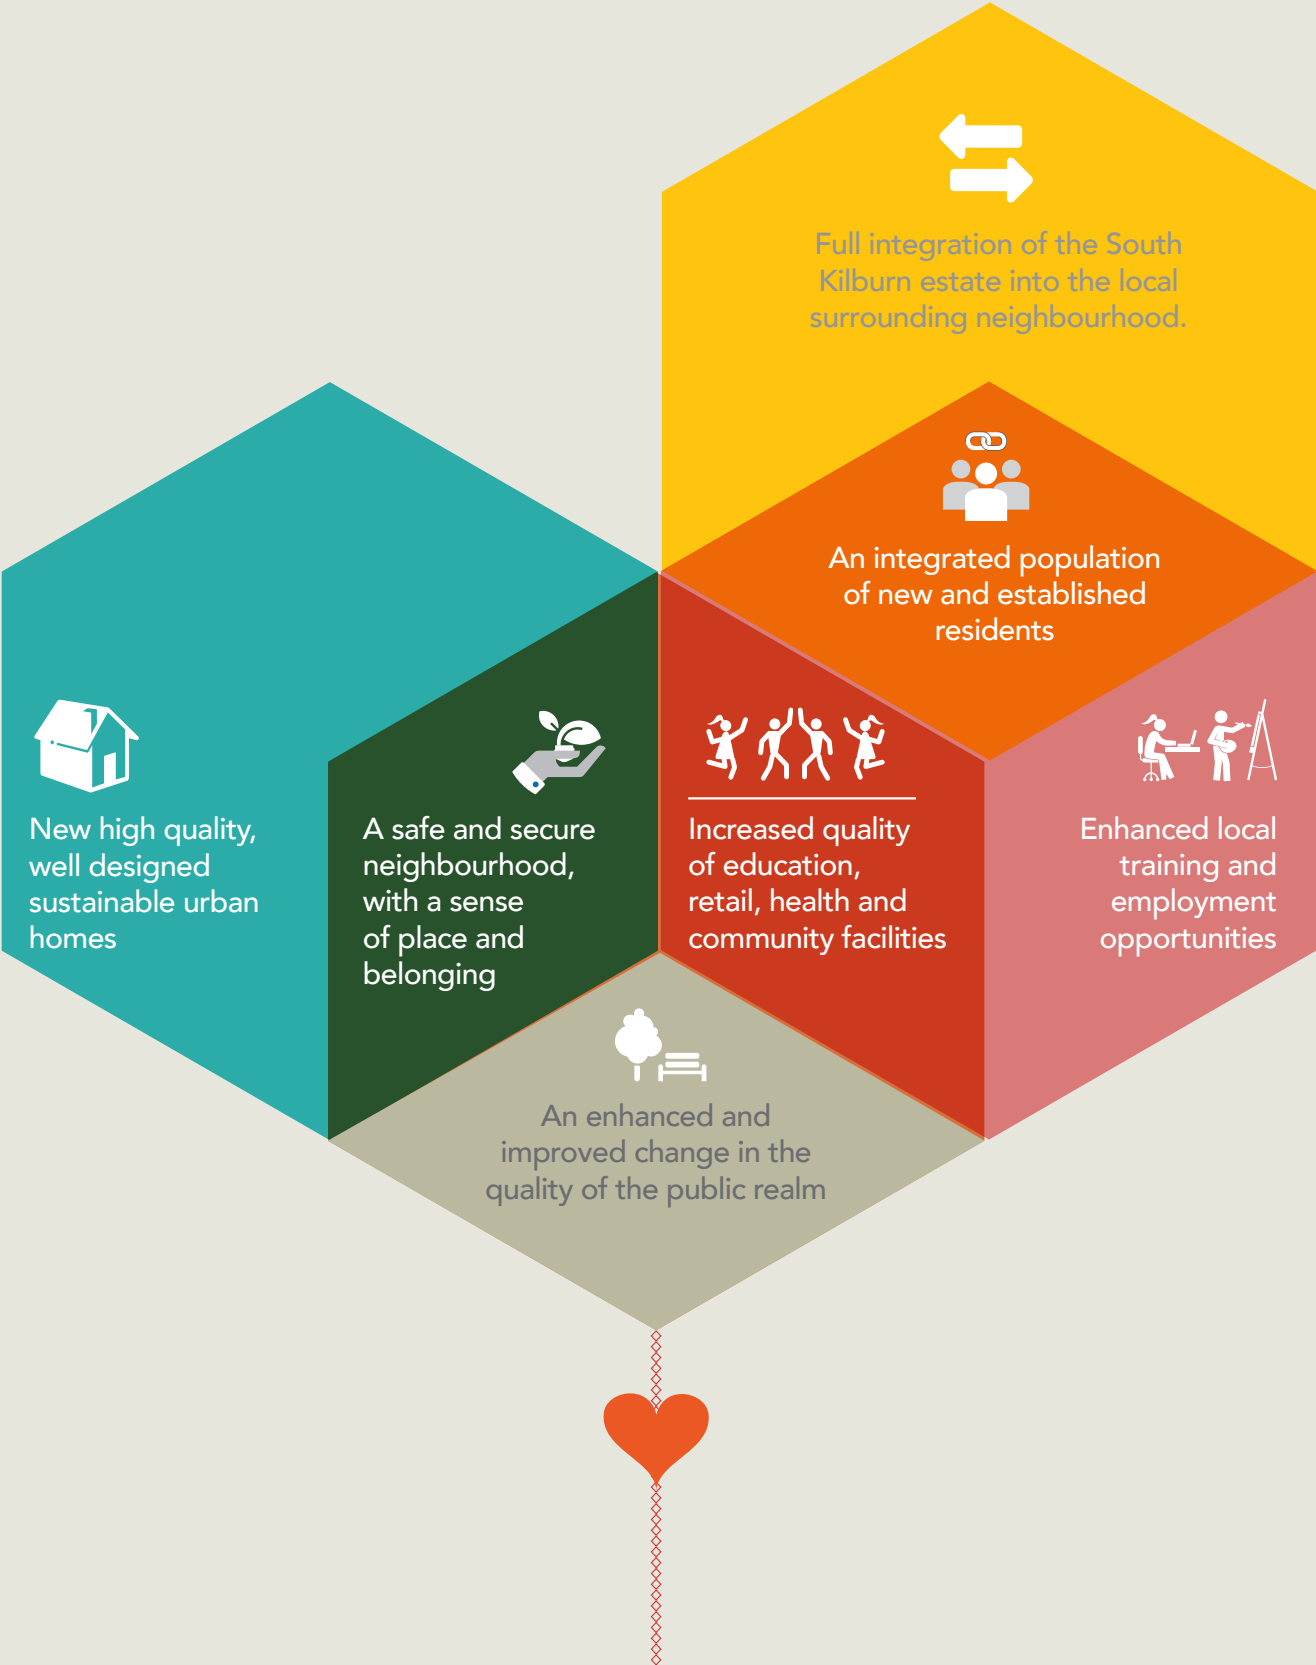 Full integration of the South
Kilburn estate into the local
surrounding neighbourhood.
An integrated population
of new and established
residents
New high quality,
well designed
sustainable urban
homes
A safe and secure
neighbourhood,
with a sense
of place and
belonging
Increased quality
of education,
retail, health and
community facilities
Enhanced local
training and
employment
opportunities
An enhanced and
improved change in the
quality of the public realm